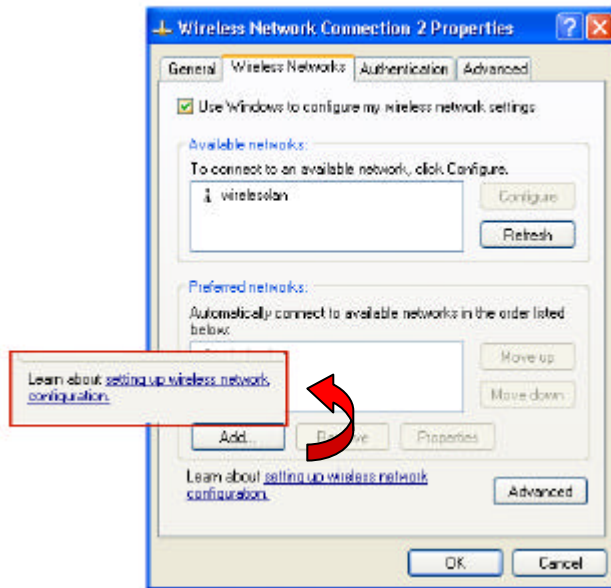 Wireless Network Connection 2 Properties
General Wireless Networks Authentication Advanced
Use Windows to configure my wireless network settings
Available networks:
To connect to an available network, click Configure.
wirelesslan
Configure
Refresh
Preferred networks:
Automatically connect to available networks in the order listed
below:
Move up
Move down
Learn about setting up wireless network
configuration.
Add... Properties
Learn about setting up wireless network
configuration.
Advanced
OK Cancel